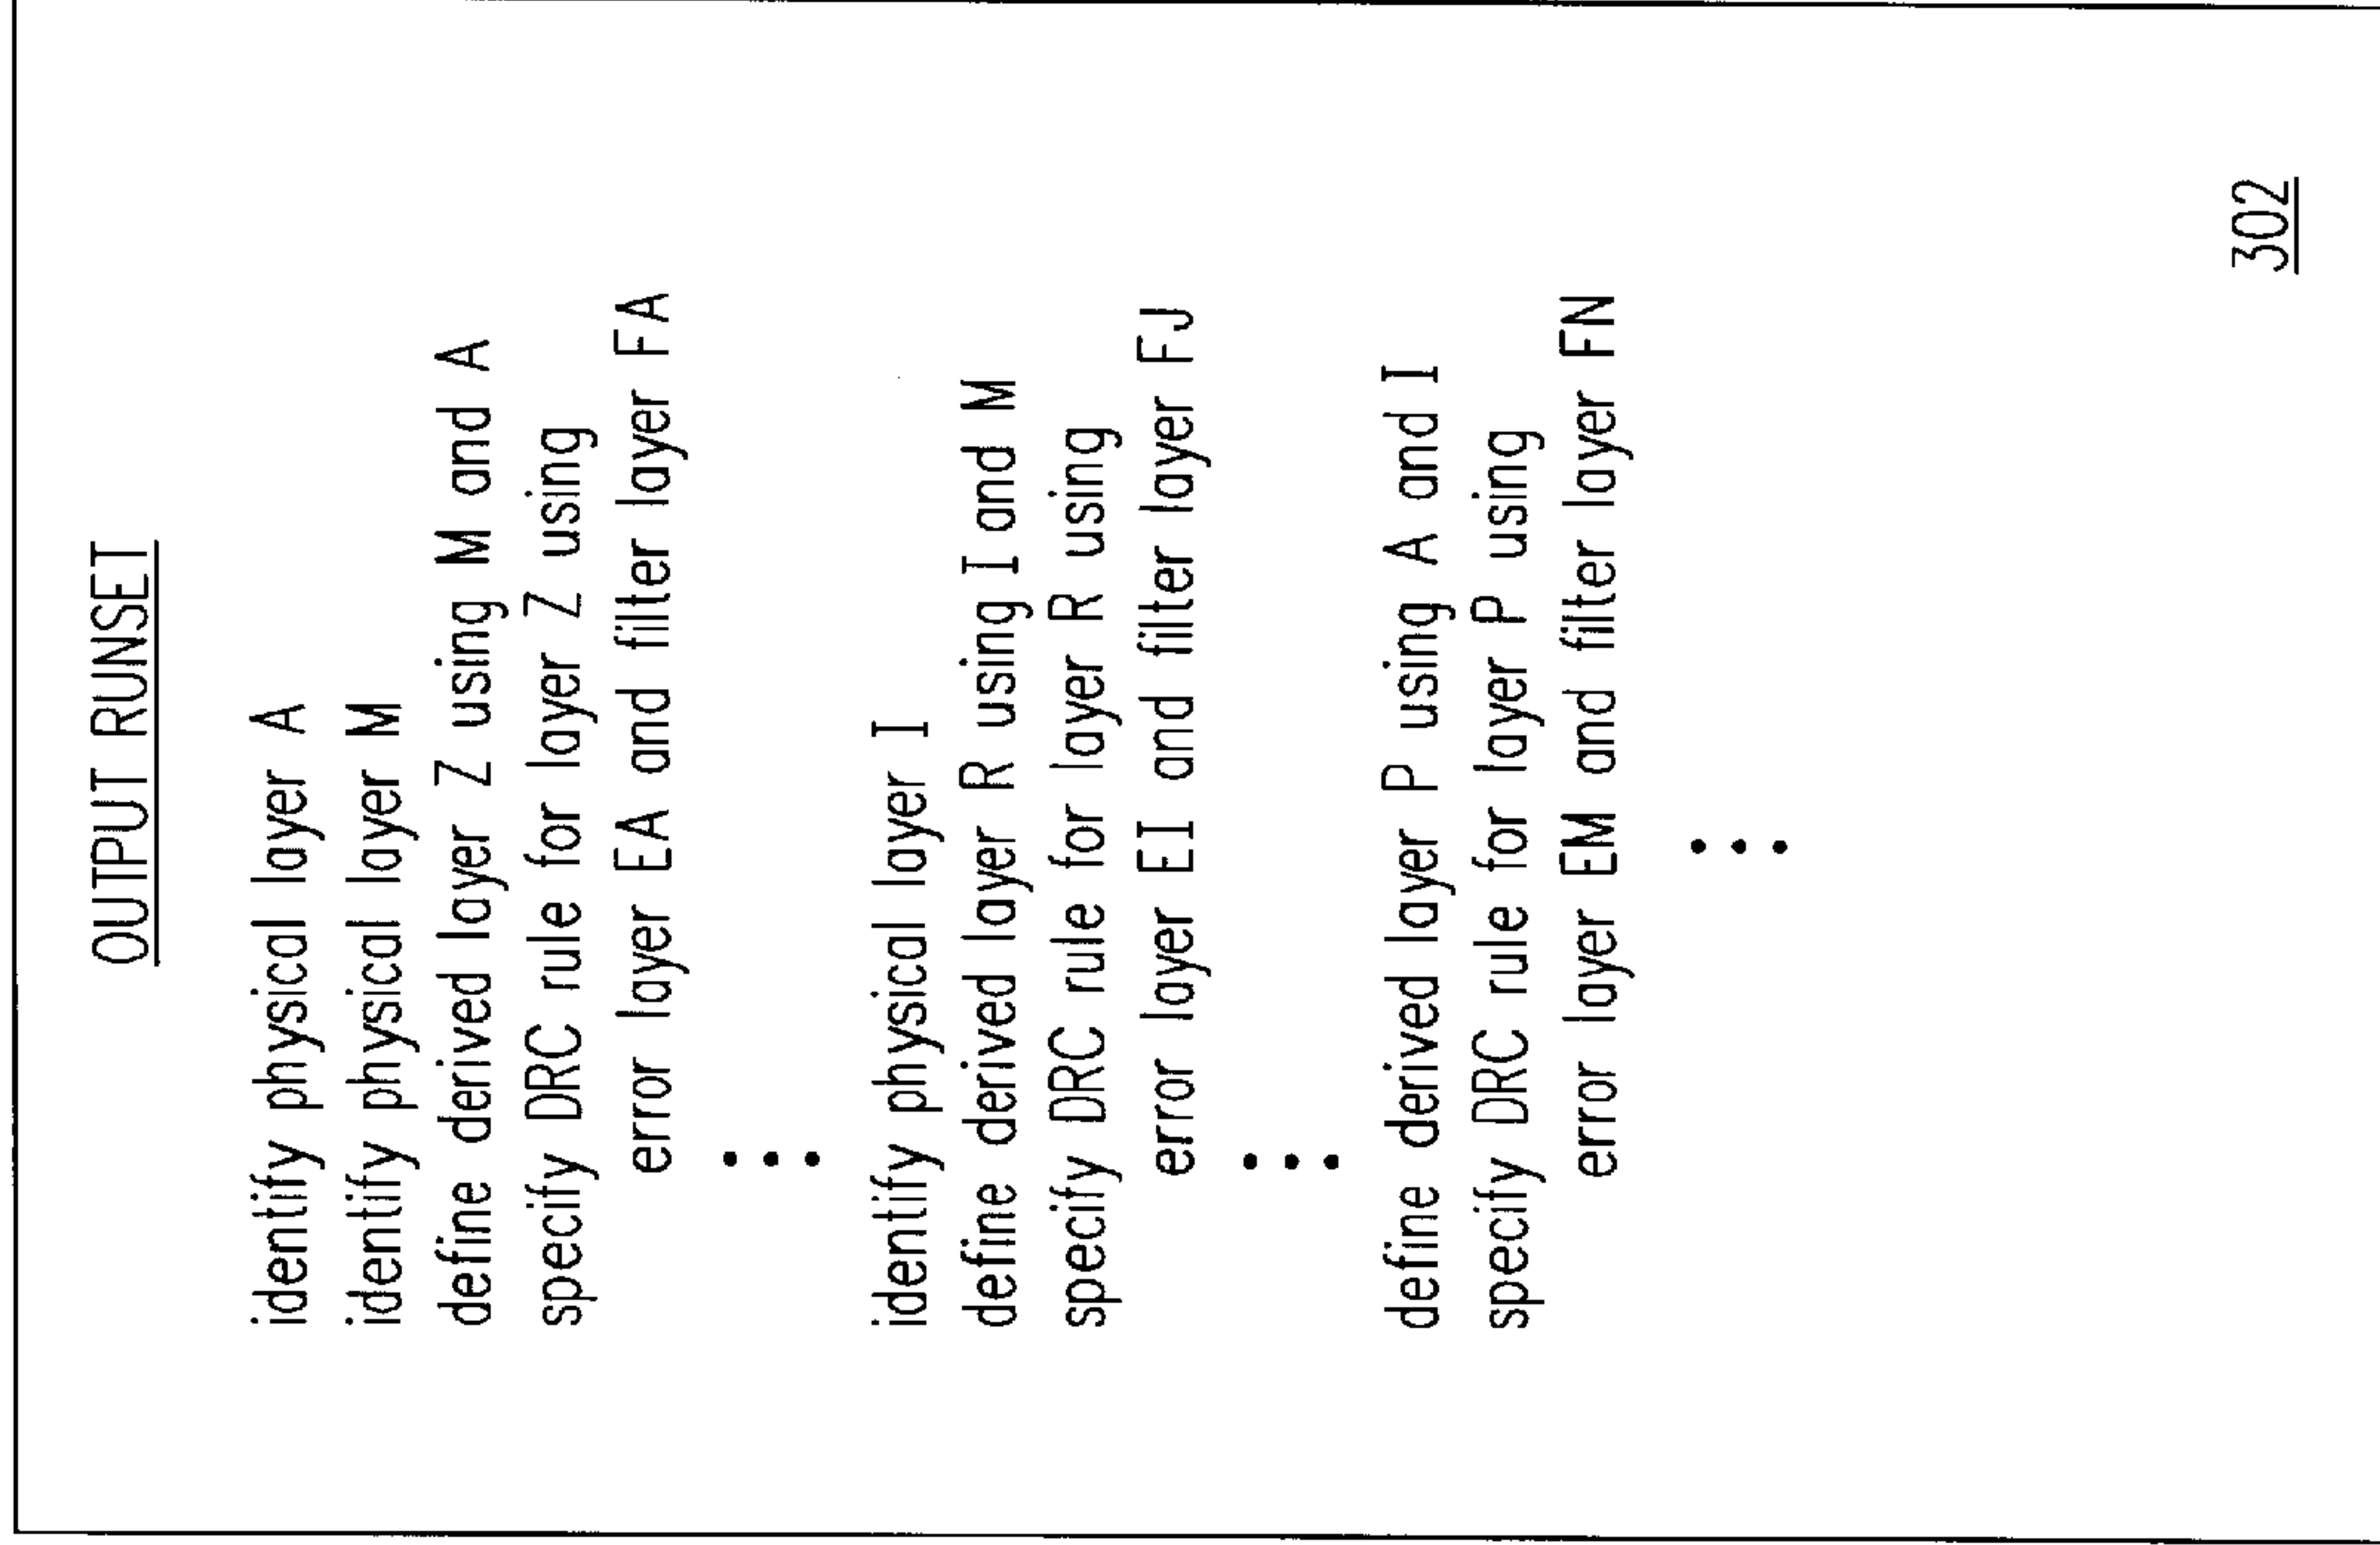 OUTPUT RUNSET
identify physical layer A
identify physical layer M
define derived layer Z using M and A
specify DRC rule for layer Z using
error layer EA and filter layer FA
• • •
identify physical layer I
define derived layer R using I and M
specify DRC rule for layer R using
error layer EI and filter layer FJ
• • •
define derived layer P using A and I
specify DRC rule for layer P using
error layer EM and filter layer FN
• • •
302